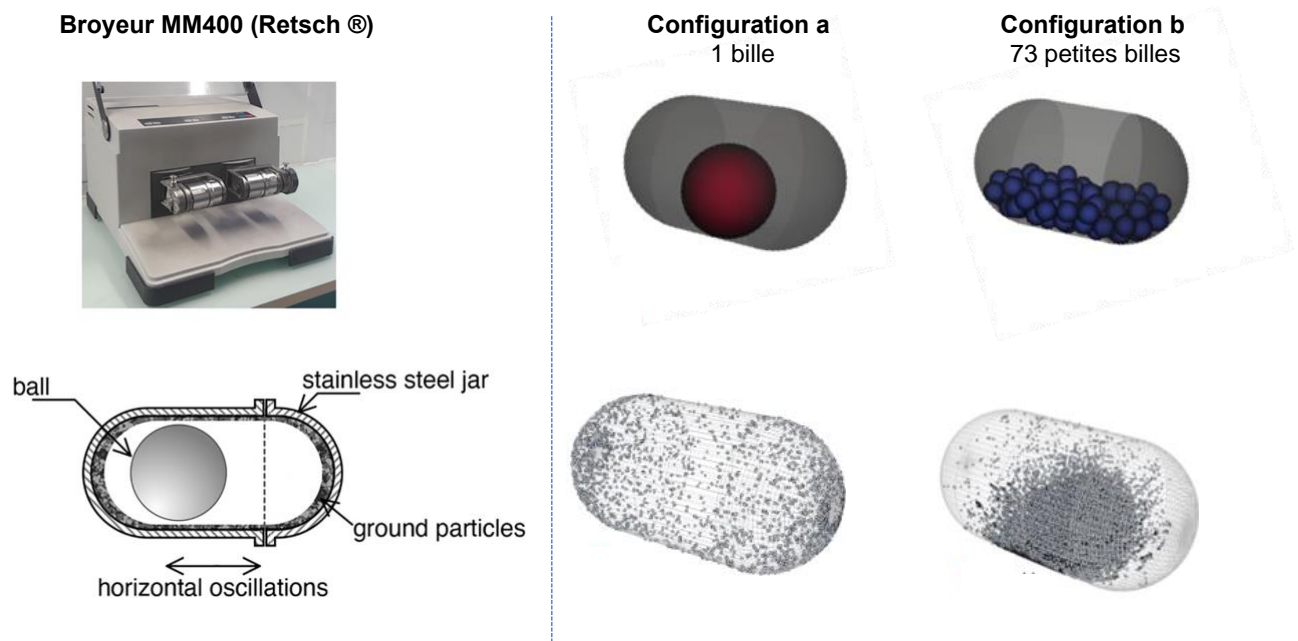 Broyeur MM400 (Retsch ®)
Configuration a
1 bille
Configuration b
73 petites billes
ball
stainless steel jar
ground particles
horizontal oscillations